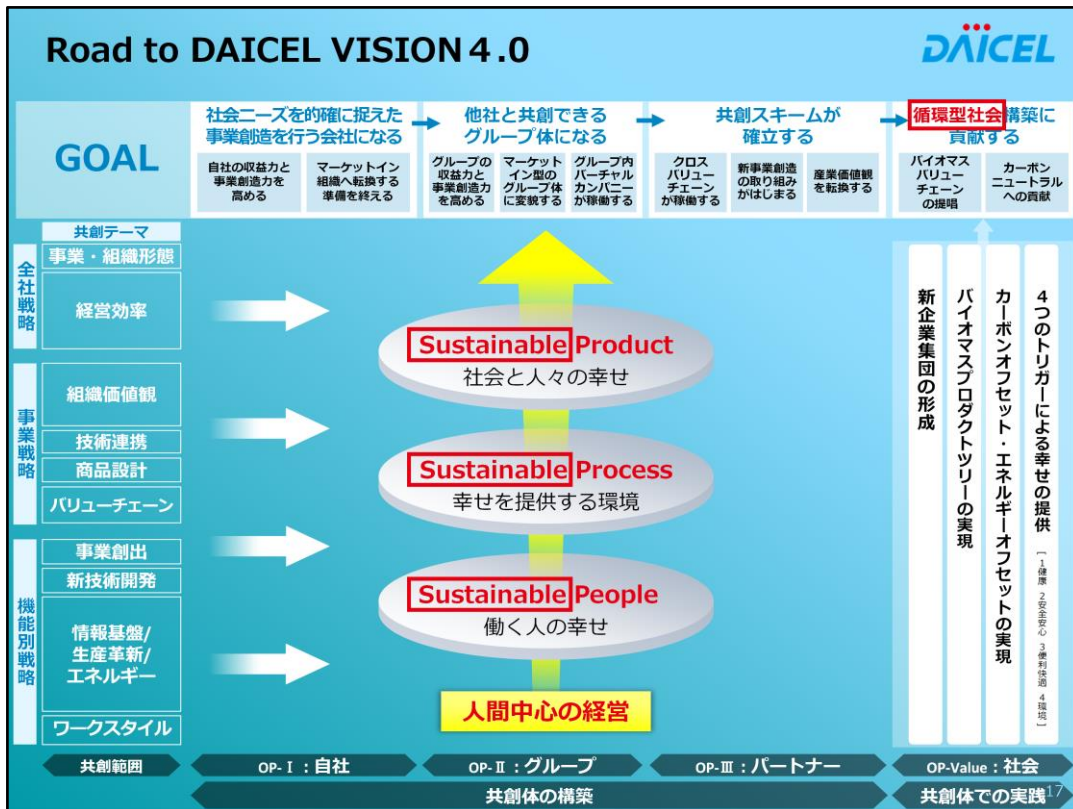 Road to DAICEL VISION 4.0
DAICEL
GOAL
社会ニーズを的確に捉えた
事業創造を行う会社になる
自社の収益力と
事業創造力を
高める
マーケットイン
組織へ転換する
準備を終える
他社と共創できる
グループ体になる
グループの
収益力と
事業創造力
を高める
マーケット
イン型の
グループ体
に変貌する
グループ内
バーチャル
カンパニー
が稼働する
共創スキームが
確立する
クロス
バリュー
チェーン
が稼働する
新事業創造
の取り組み
がはじまる
産業価値観
を転換する
循環型社会構築に
貢献する
バイオマス
バリュー
チェーン
の提唱
カーボン
ニュートラル
への貢献
共創テーマ
全社戦略
事業・組織形態
経営効率
事業戦略
組織価値観
技術連携
商品設計
バリューチェーン
機能別戦略
事業創出
新技術開発
情報基盤/
生産革新/
エネルギー
ワークスタイル
Sustainable Product
社会と人々の幸せ
Sustainable Process
幸せを提供する環境
Sustainable People
働く人の幸せ
人間中心の経営
4つのトリガーによる幸せの提供 [1健康 2安全安心 3便利快適 4環境]
カーボンオフセット・エネルギーオフセットの実現
バイオマスプロダクトツリーの実現
新企業集団の形成
共創範囲
OP-Ⅰ：自社
OP-Ⅱ：グループ
OP-Ⅲ：パートナー
OP-Value：社会
共創体の構築
共創体での実践
17